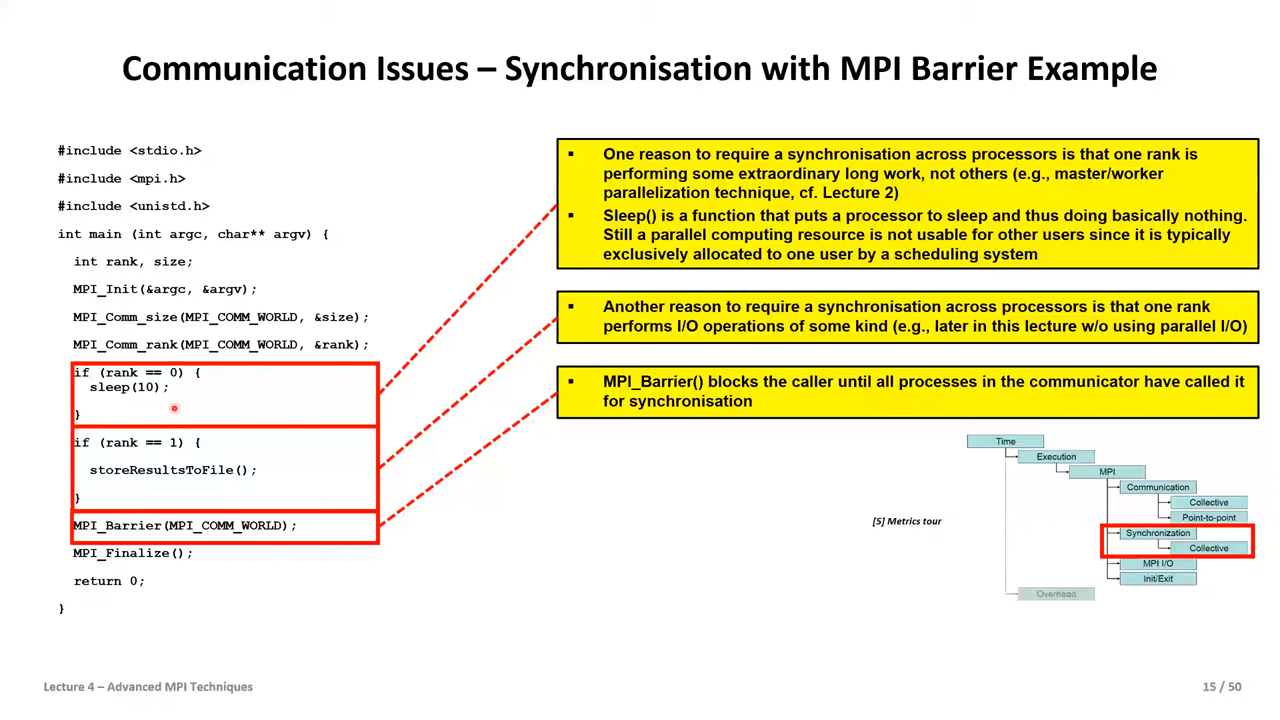 Communication Issues – Synchronisation with MPI Barrier Example
#include <stdio.h>
#include <mpi.h>
#include <unistd.h>
int main (int argc, char** argv) {
int rank, size;
MPI_Init(&argc, &argv);
MPI_Comm_size(MPI_COMM_WORLD, &size);
MPI_Comm_rank(MPI_COMM_WORLD, &rank);
if (rank == 0) {
sleep(10);
}
if (rank == 1) {
storeResultsToFile();
}
MPI_Barrier(MPI_COMM_WORLD);
MPI_Finalize();
return 0;
}
▪ One reason to require a synchronisation across processors is that one rank is
performing some extraordinary long work, not others (e.g., master/worker
parallelization technique, cf. Lecture 2)
▪ Sleep() is a function that puts a processor to sleep and thus doing basically nothing.
Still a parallel computing resource is not usable for other users since it is typically
exclusively allocated to one user by a scheduling system
▪ Another reason to require a synchronisation across processors is that one rank
performs I/O operations of some kind (e.g., later in this lecture w/o using parallel I/O)
▪ MPI_Barrier() blocks the caller until all processes in the communicator have called it
for synchronisation
Time
Execution
MPI
Communication
Collective
Point-to-point
Synchronization
Collective
MPI I/O
Init/Exit
Overhead
[5] Metrics tour
Lecture 4 – Advanced MPI Techniques
15 / 50